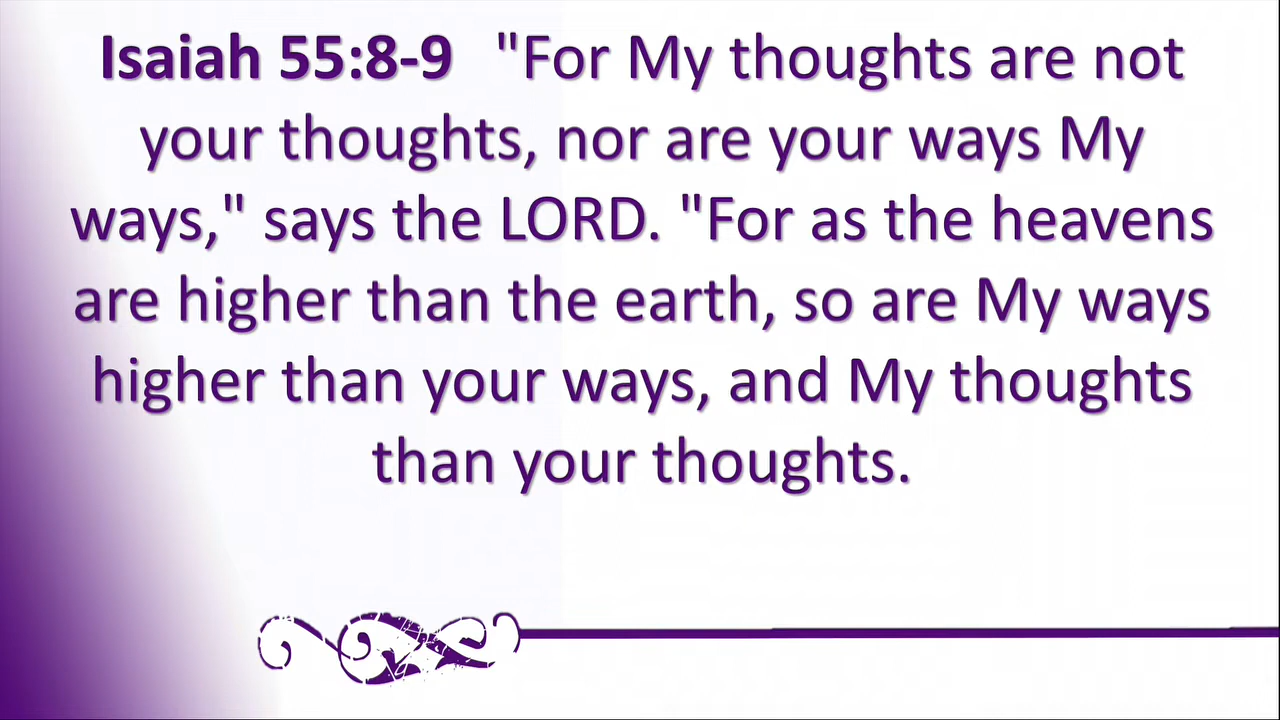 Isaiah 55:8-9 "For My thoughts are not
your thoughts, nor are your ways My
ways," says the LORD. "For as the heavens
are higher than the earth, so are My ways
higher than your ways, and My thoughts
than your thoughts.